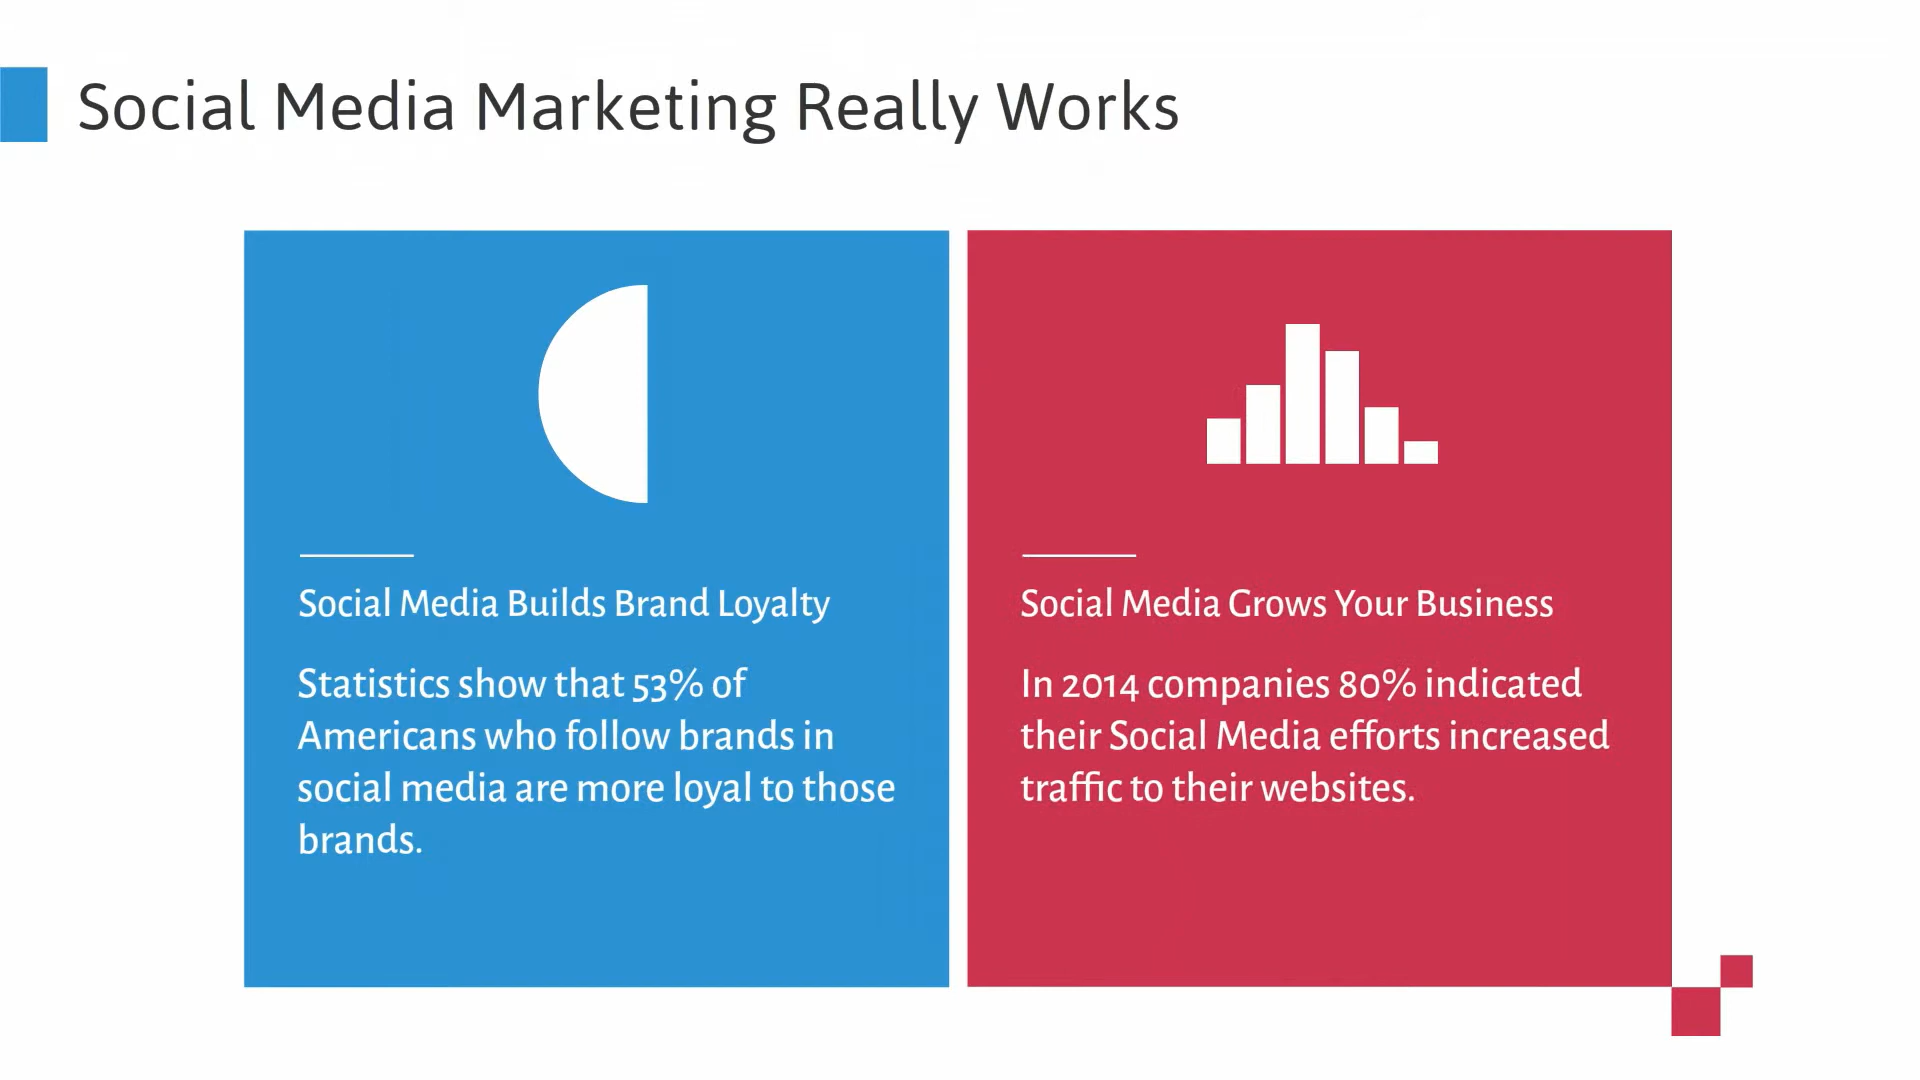 Social Media Marketing Really Works
Social Media Builds Brand Loyalty
Statistics show that 53% of
Americans who follow brands in
social media are more loyal to those
brands.
Social Media Grows Your Business
In 2014 companies 80% indicated
their Social Media efforts increased
traffic to their websites.